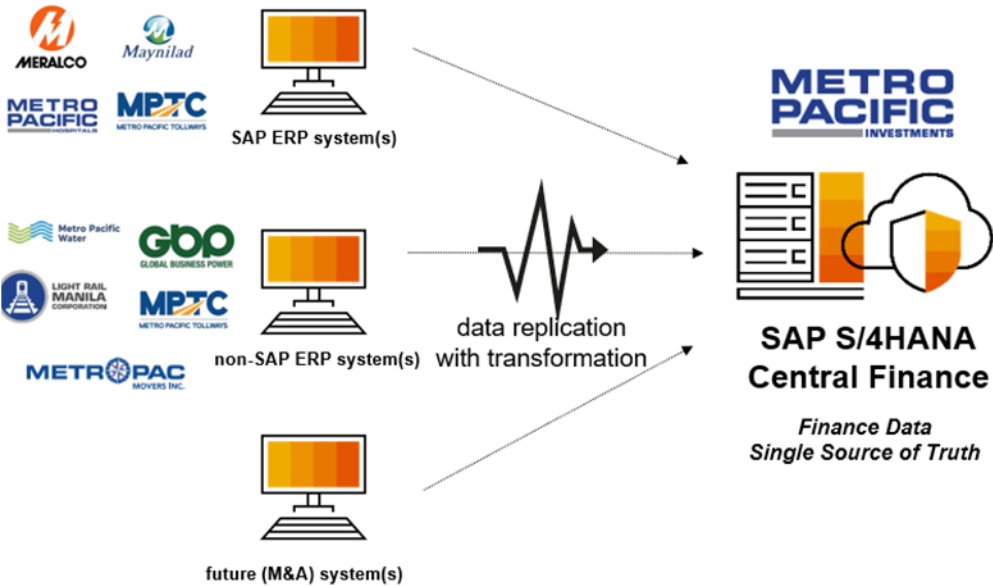 MERALCO
Maynilad
METRO
PACIFIC
HOSPITALS
MPTC
METRO PACIFIC TOLLWAYS
SAP ERP system(s)
Metro Pacific
Water
GBP
GLOBAL BUSINESS POWER
LIGHT RAIL
MANILA
CORPORATION
MPTC
METRO PACIFIC TOLLWAYS
non-SAP ERP system(s)
METROPAC
MOVERS INC.
future (M&A) system(s)
data replication
with transformation
METRO
PACIFIC
INVESTMENTS
SAP S/4HANA
Central Finance
Finance Data
Single Source of Truth